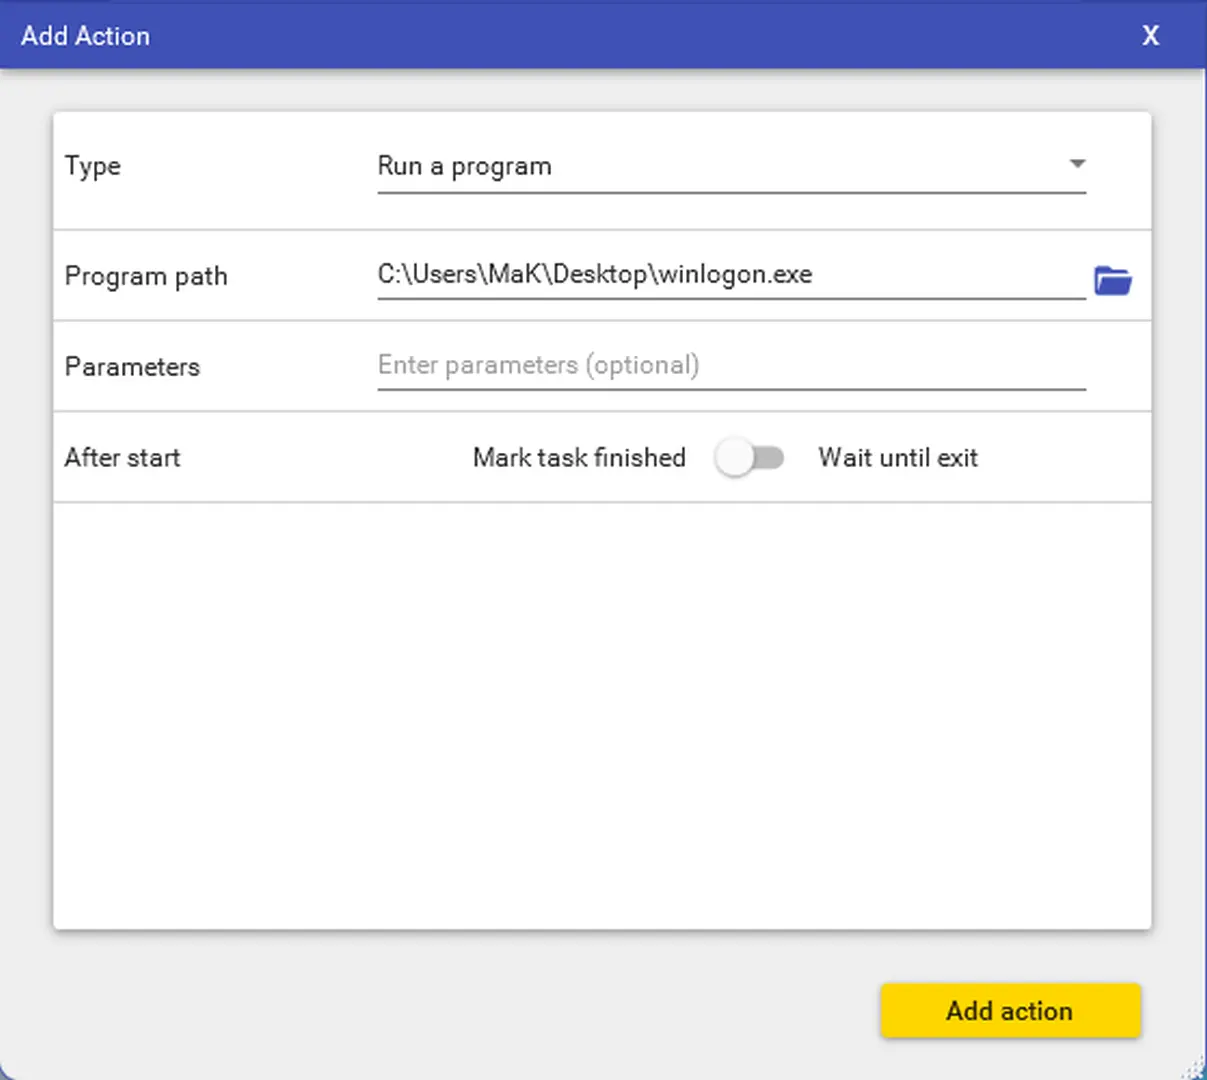 Add Action X
Type Run a program
Program path C:\Users\MaK\Desktop\winlogon.exe
Parameters Enter parameters (optional)
After start Mark task finished Wait until exit
Add action